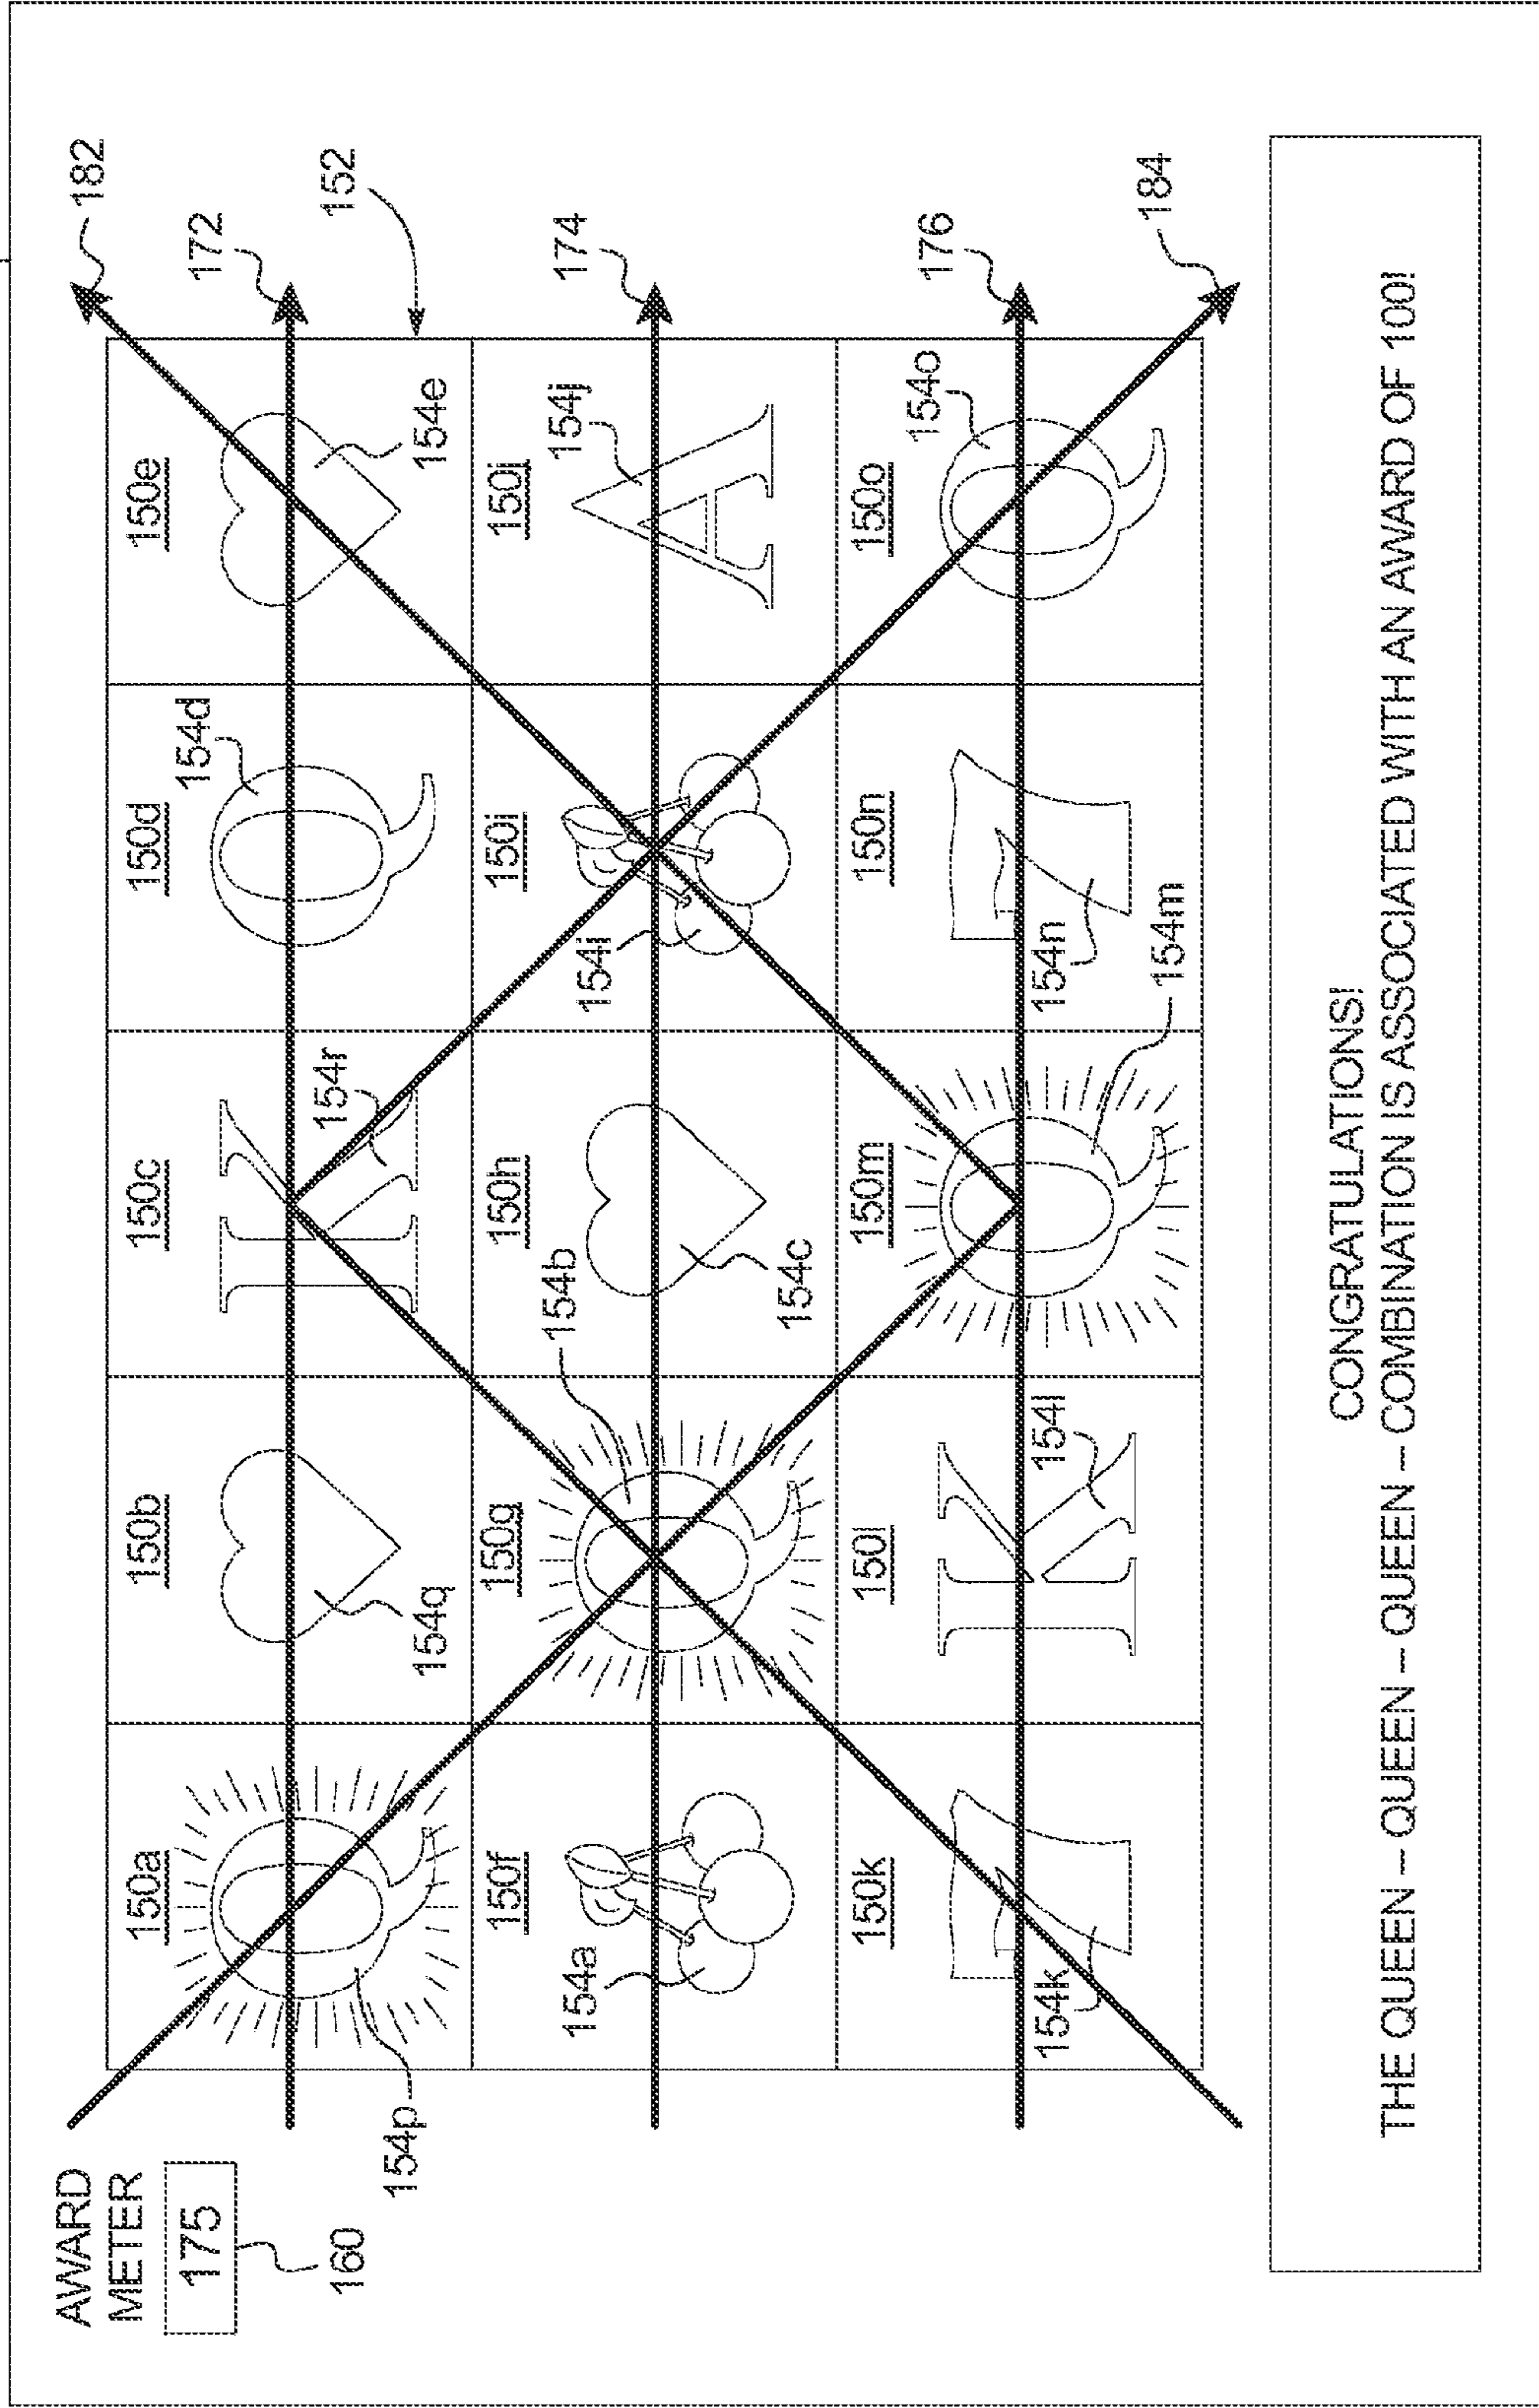 AWARD
METER
175
160
182
172
152
174
176
184
150a
150b
150c
150d
150e
154p
154q
154r
154d
154e
150f
150g
150h
150i
150j
154a
154b
154c
154i
154j
150k
150l
150m
150n
150o
154k
154l
154m
154n
154o
K
A
K
Q
Q
Q
Q
Q
7
7
CONGRATULATIONS!
THE QUEEN – QUEEN – QUEEN – COMBINATION IS ASSOCIATED WITH AN AWARD OF 100!